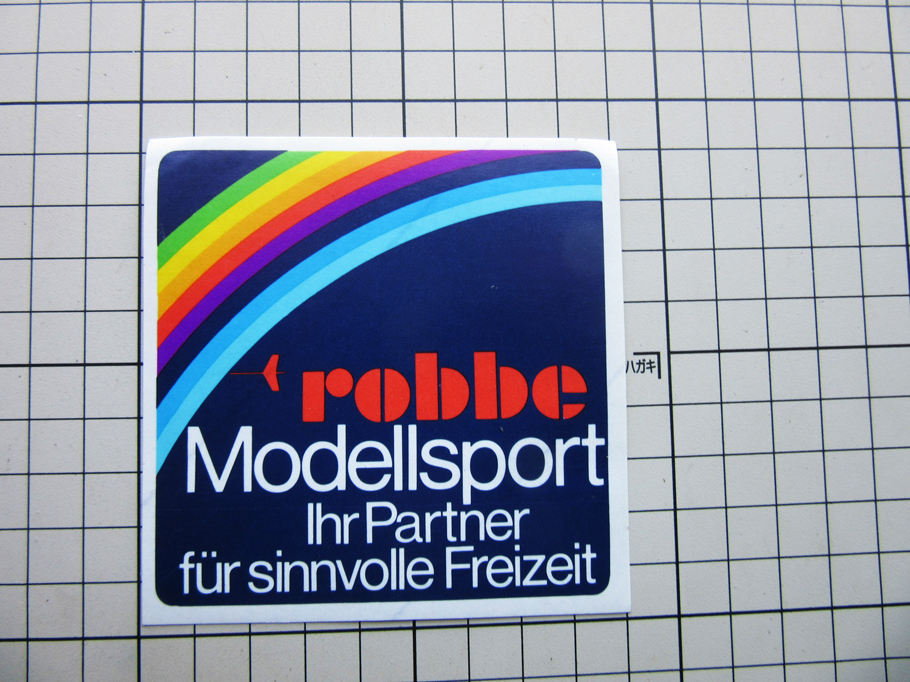 robbe
ハガキ
Modellsport
Ihr Partner
für sinnvolle Freizeit